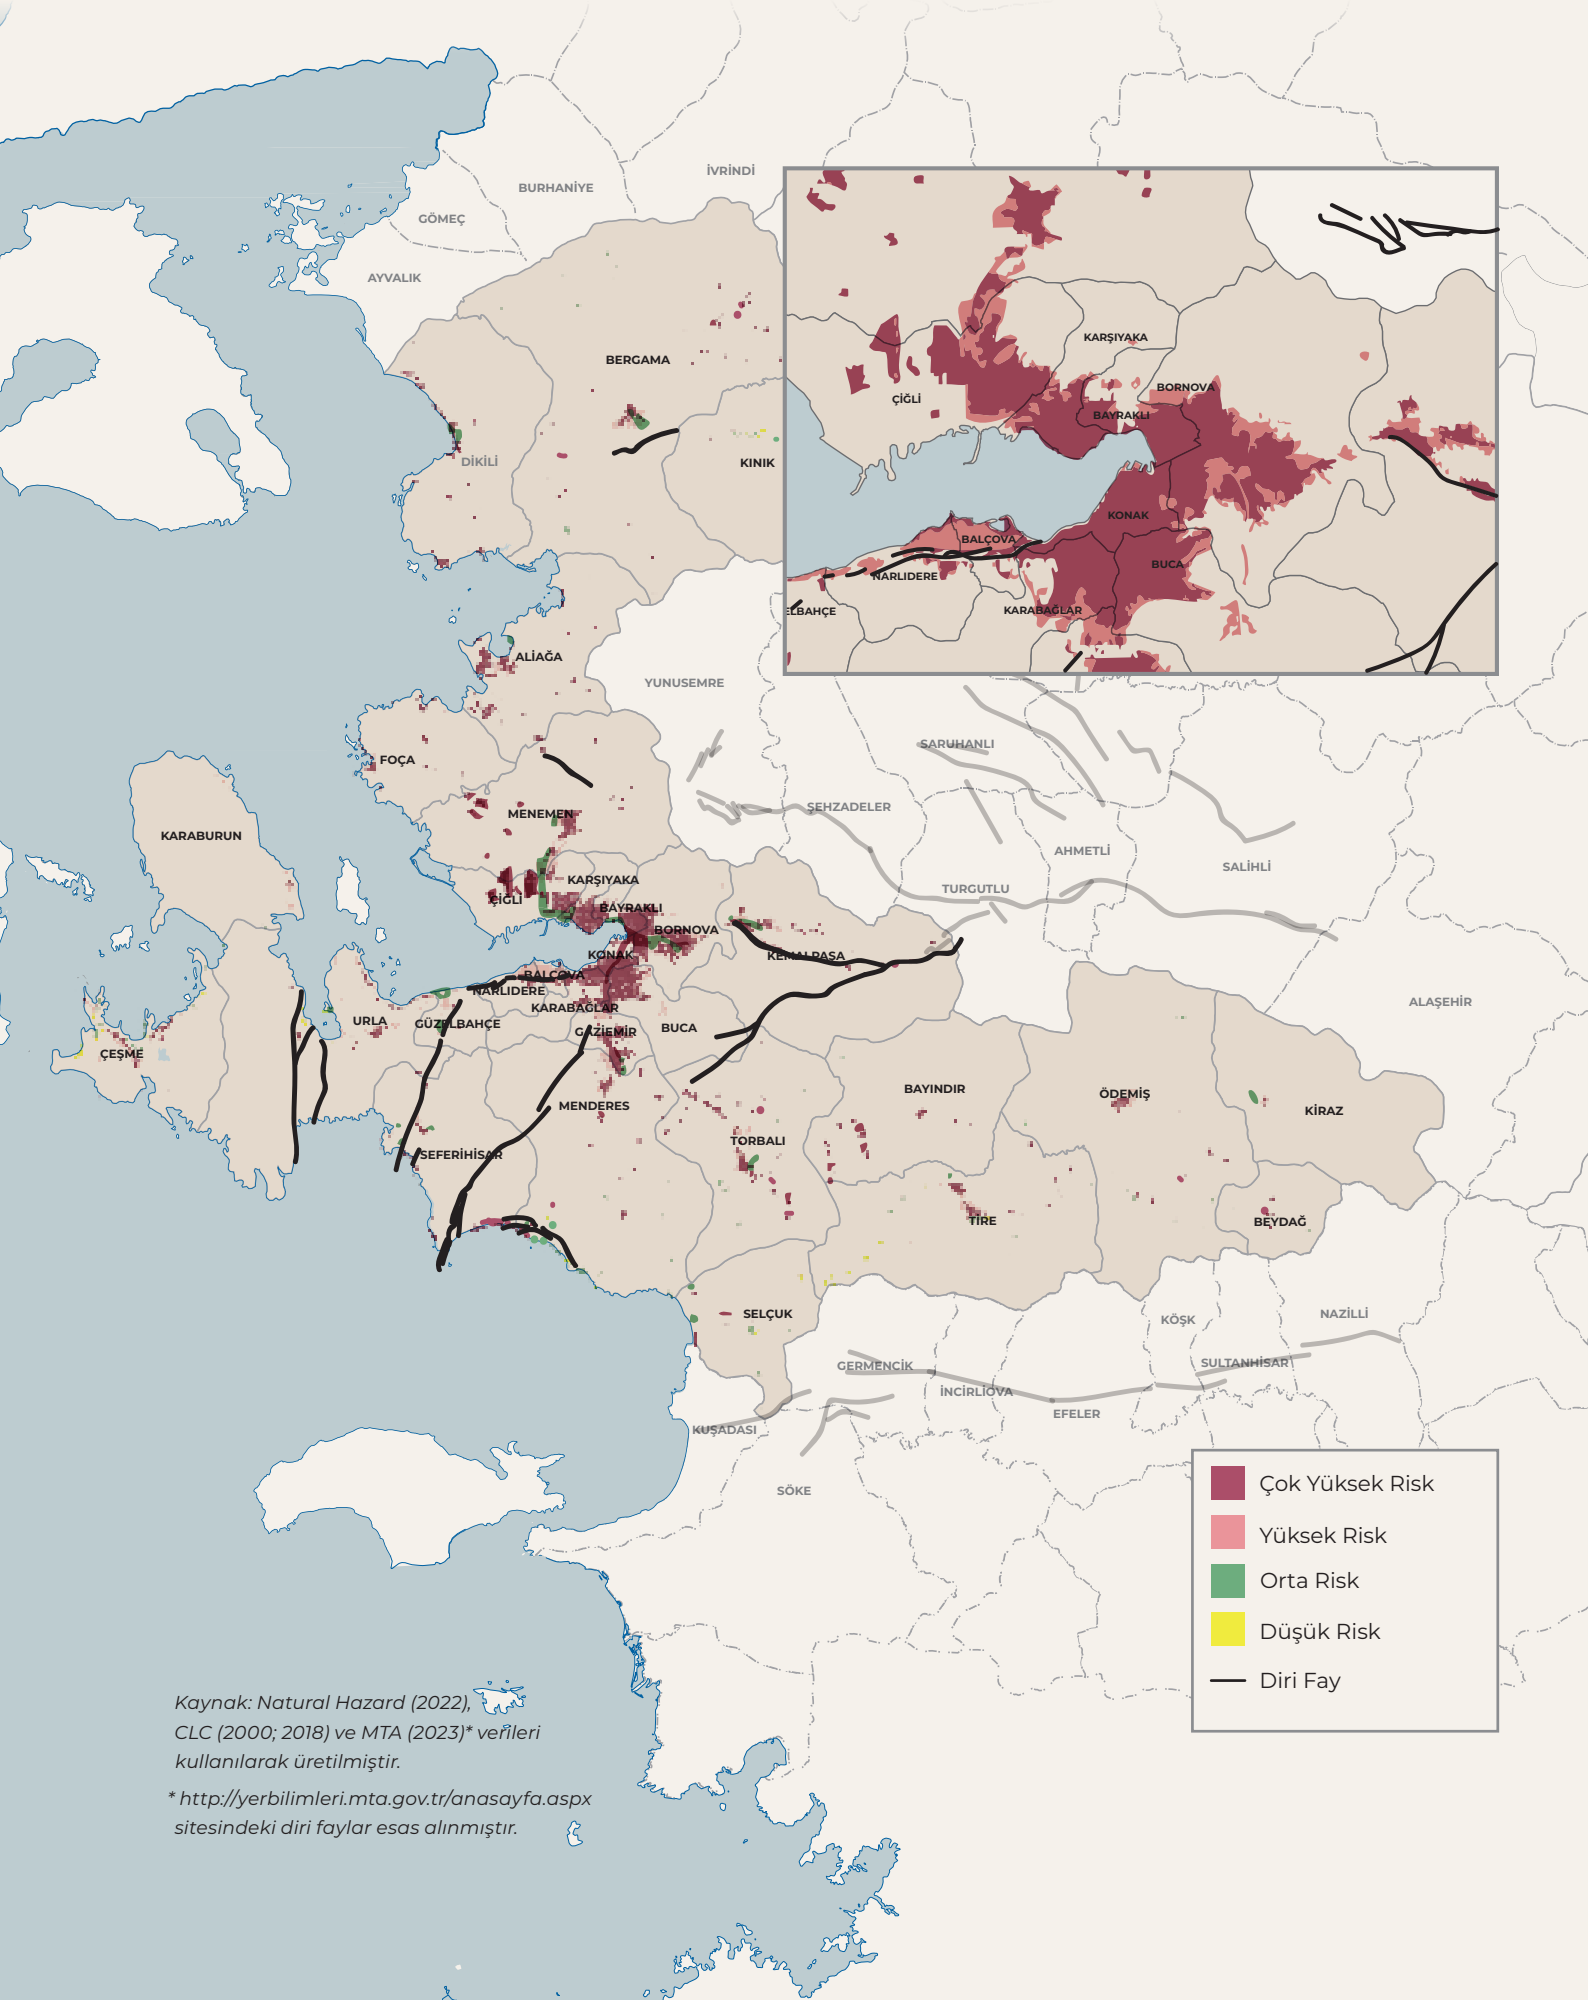 İVRİNDİ
BURHANİYE
GÖMEÇ
AYVALIK
BERGAMA
DİKİLİ
KINIK
KARŞIYAKA
BORNOVA
ÇİĞLİ
BAYRAKLI
KONAK
BALÇOVA
BUCA
NARLIDERE
KARABAĞLAR
ELBAHÇE
ALİAĞA
YUNUSEMRE
SARUHANLI
FOÇA
ŞEHZADELER
MENEMEN
KARABURUN
AHMETLİ
SALİHLİ
KARŞIYAKA
TURGUTLU
ÇİĞLİ
BAYRAKLI
BORNOVA
KONAK
KEMALPAŞA
BALÇOVA
NARLIDERE
ALAŞEHİR
KARABAĞLAR
URLA
GÜZELBAHÇE
GAZİEMİR
BUCA
ÇEŞME
BAYINDIR
ÖDEMİŞ
MENDERES
KİRAZ
TORBALI
SEFERİHİSAR
TİRE
BEYDAĞ
SELÇUK
KÖŞK
NAZİLLİ
GERMENCİK
SULTANHİSAR
İNCİRLİOVA
EFELER
KUŞADASI
SÖKE
Çok Yüksek Risk
Yüksek Risk
Orta Risk
Düşük Risk
Diri Fay
Kaynak: Natural Hazard (2022),
CLC (2000; 2018) ve MTA (2023)* verileri
kullanılarak üretilmiştir.
* http://yerbilimleri.mta.gov.tr/anasayfa.aspx
sitesindeki diri faylar esas alınmıştır.